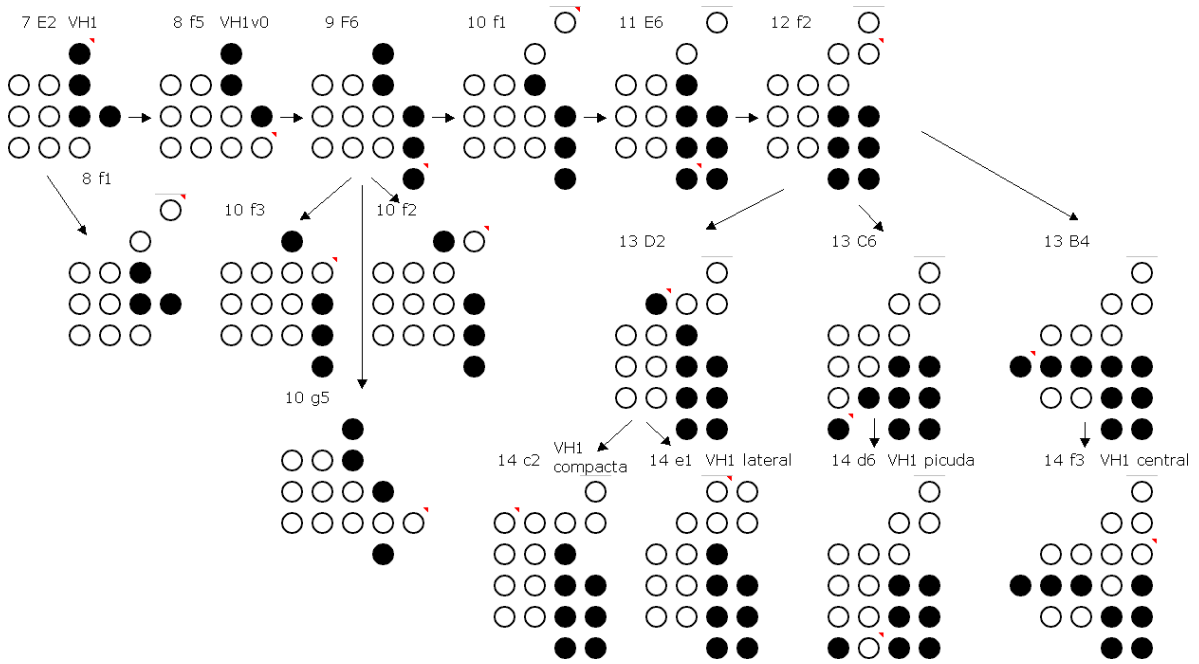 7 E2 VH1
8 f5 VH1v0
9 F6
10 f1
11 E6
12 f2
8 f1
10 f3
10 f2
13 D2
13 C6
13 B4
10 g5
14 c2 VH1 compacta
14 e1 VH1 lateral
14 d6 VH1 picuda
14 f3 VH1 central